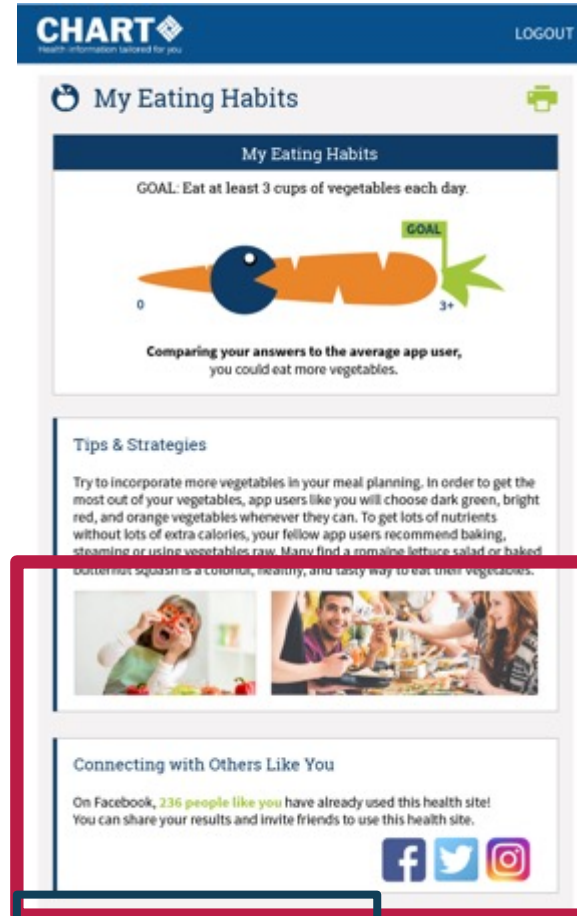 CHART
Health information tailored for you
LOGOUT
My Eating Habits
My Eating Habits
GOAL: Eat at least 3 cups of vegetables each day.
GOAL
0
3+
Comparing your answers to the average app user,
you could eat more vegetables.
Tips & Strategies
Try to incorporate more vegetables in your meal planning. In order to get the
most out of your vegetables, app users like you will choose dark green, bright
red, and orange vegetables whenever they can. To get lots of nutrients
without lots of extra calories, your fellow app users recommend baking,
steaming or using vegetables raw. Many find a romaine lettuce salad or baked
butternut squash is a colorful, healthy, and tasty way to eat their vegetables.
Connecting with Others Like You
On Facebook, 236 people like you have already used this health site!
You can share your results and invite friends to use this health site.